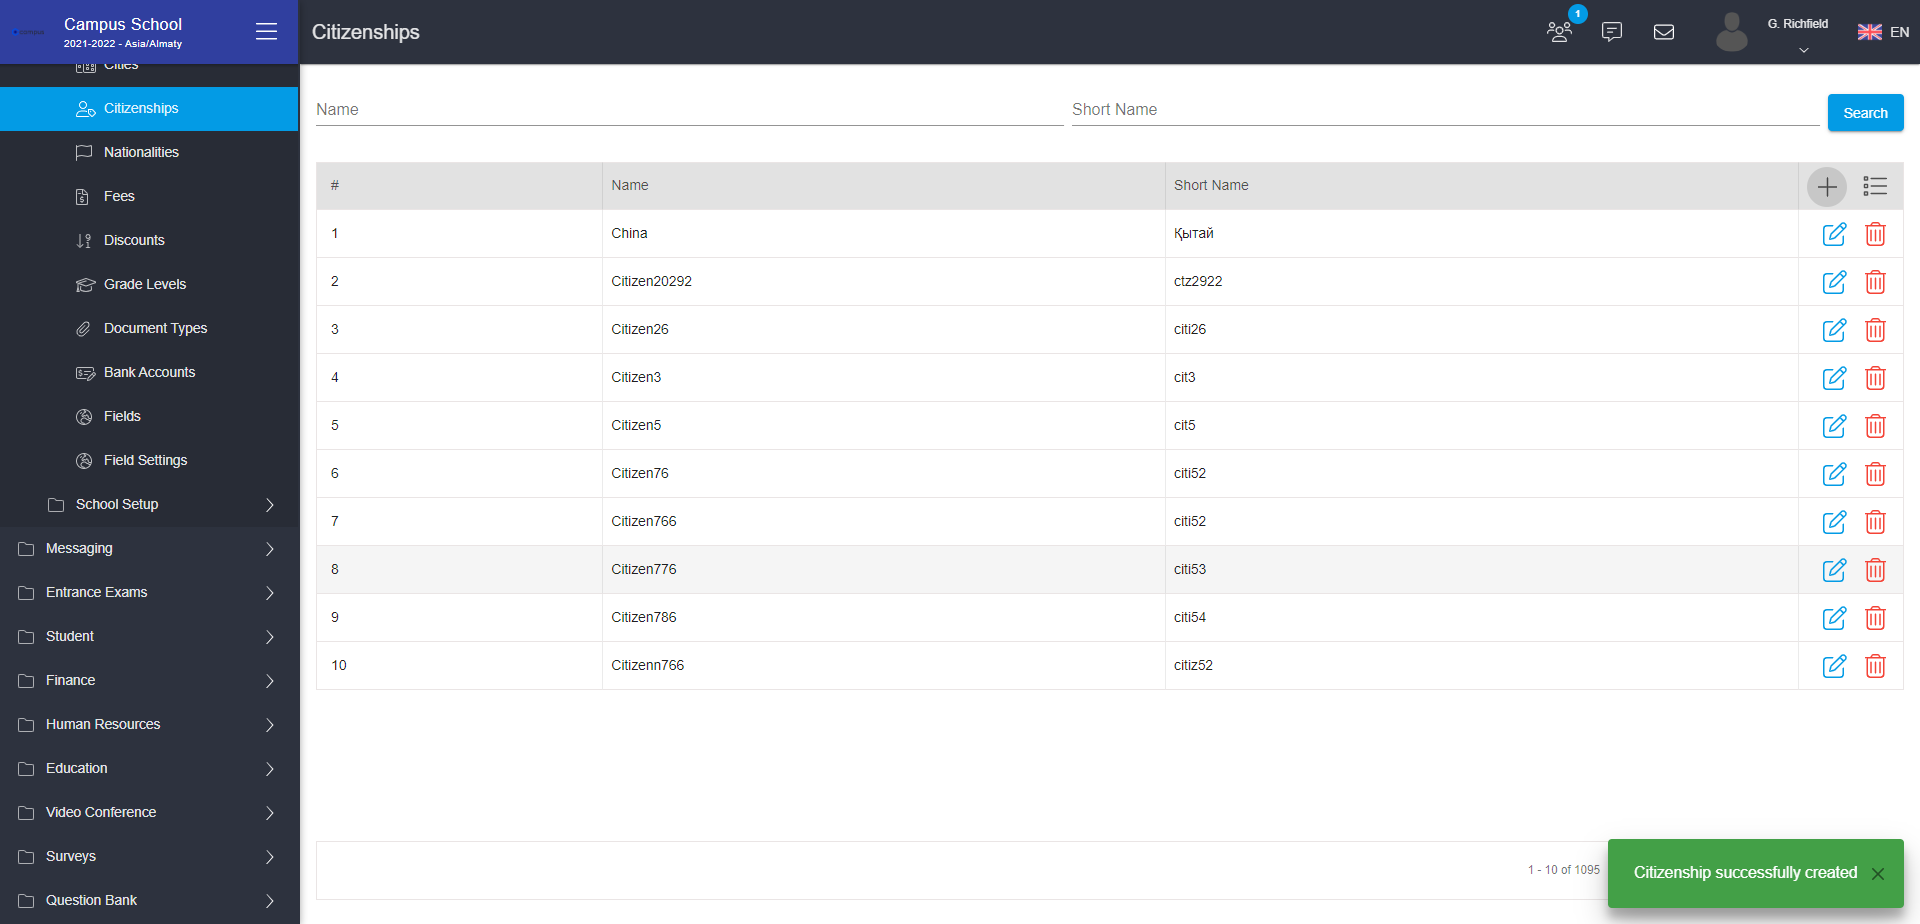 Campus School
2021-2022 - Asia/Almaty
Citizenships
1
G. Richfield
EN
Cities
Citizenships
Nationalities
Fees
Discounts
Grade Levels
Document Types
Bank Accounts
Fields
Field Settings
School Setup
Messaging
Entrance Exams
Student
Finance
Human Resources
Education
Video Conference
Surveys
Question Bank
Name
Short Name
Search
# Name Short Name
1 China Қытай
2 Citizen20292 ctz2922
3 Citizen26 citi26
4 Citizen3 cit3
5 Citizen5 cit5
6 Citizen76 citi52
7 Citizen766 citi52
8 Citizen776 citi53
9 Citizen786 citi54
10 Citizenn766 citiz52
1 - 10 of 1095
Citizenship successfully created